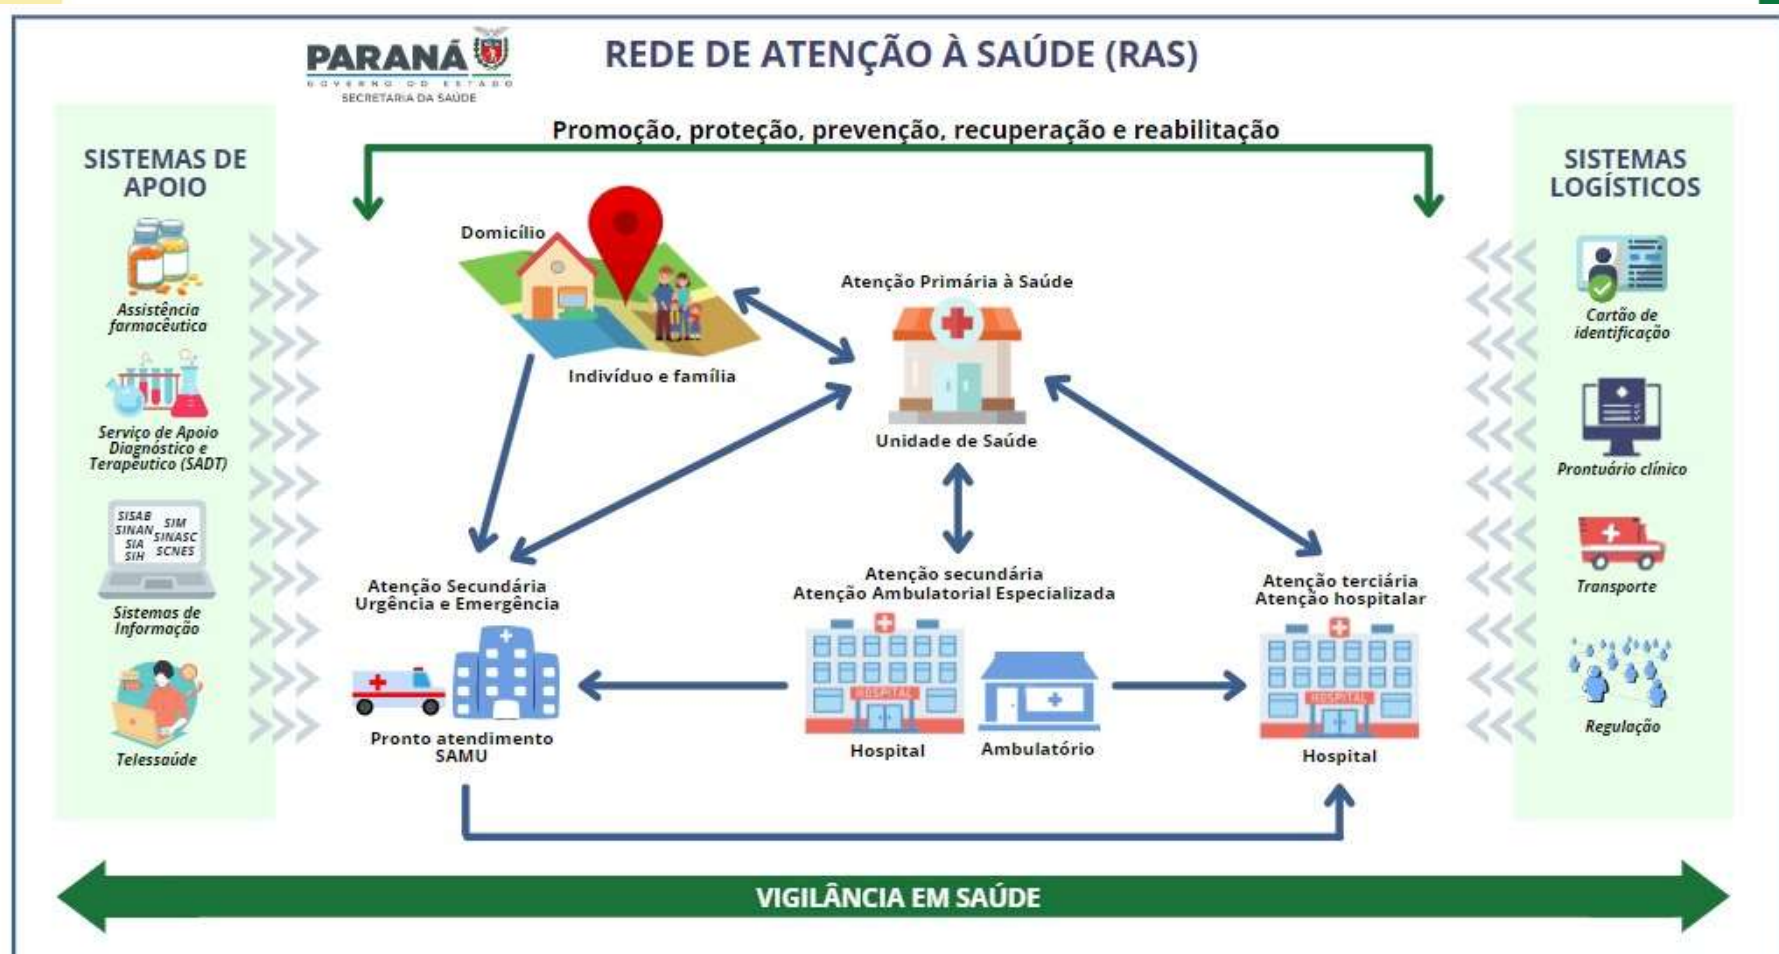 PARANÁ
GOVERNO DO ESTADO
SECRETARIA DA SAÚDE
REDE DE ATENÇÃO À SAÚDE (RAS)
Promoção, proteção, prevenção, recuperação e reabilitação
SISTEMAS DE
APOIO
Assistência
farmacêutica
Serviço de Apoio
Diagnóstico e
Terapêutico (SADT)
SISAB
SIM
SINAN
SINASC
SIA
SCNES
SIH
Sistemas de
Informação
Telessaúde
Domicílio
Indivíduo e família
Atenção Primária à Saúde
Unidade de Saúde
Atenção Secundária
Urgência e Emergência
Pronto atendimento
SAMU
Atenção secundária
Atenção Ambulatorial Especializada
HOSPITAL
Hospital
Ambulatório
Atenção terciária
Atenção hospitalar
HOSPITAL
Hospital
SISTEMAS
LOGÍSTICOS
Cartão de
identificação
Prontuário clínico
Transporte
Regulação
VIGILÂNCIA EM SAÚDE